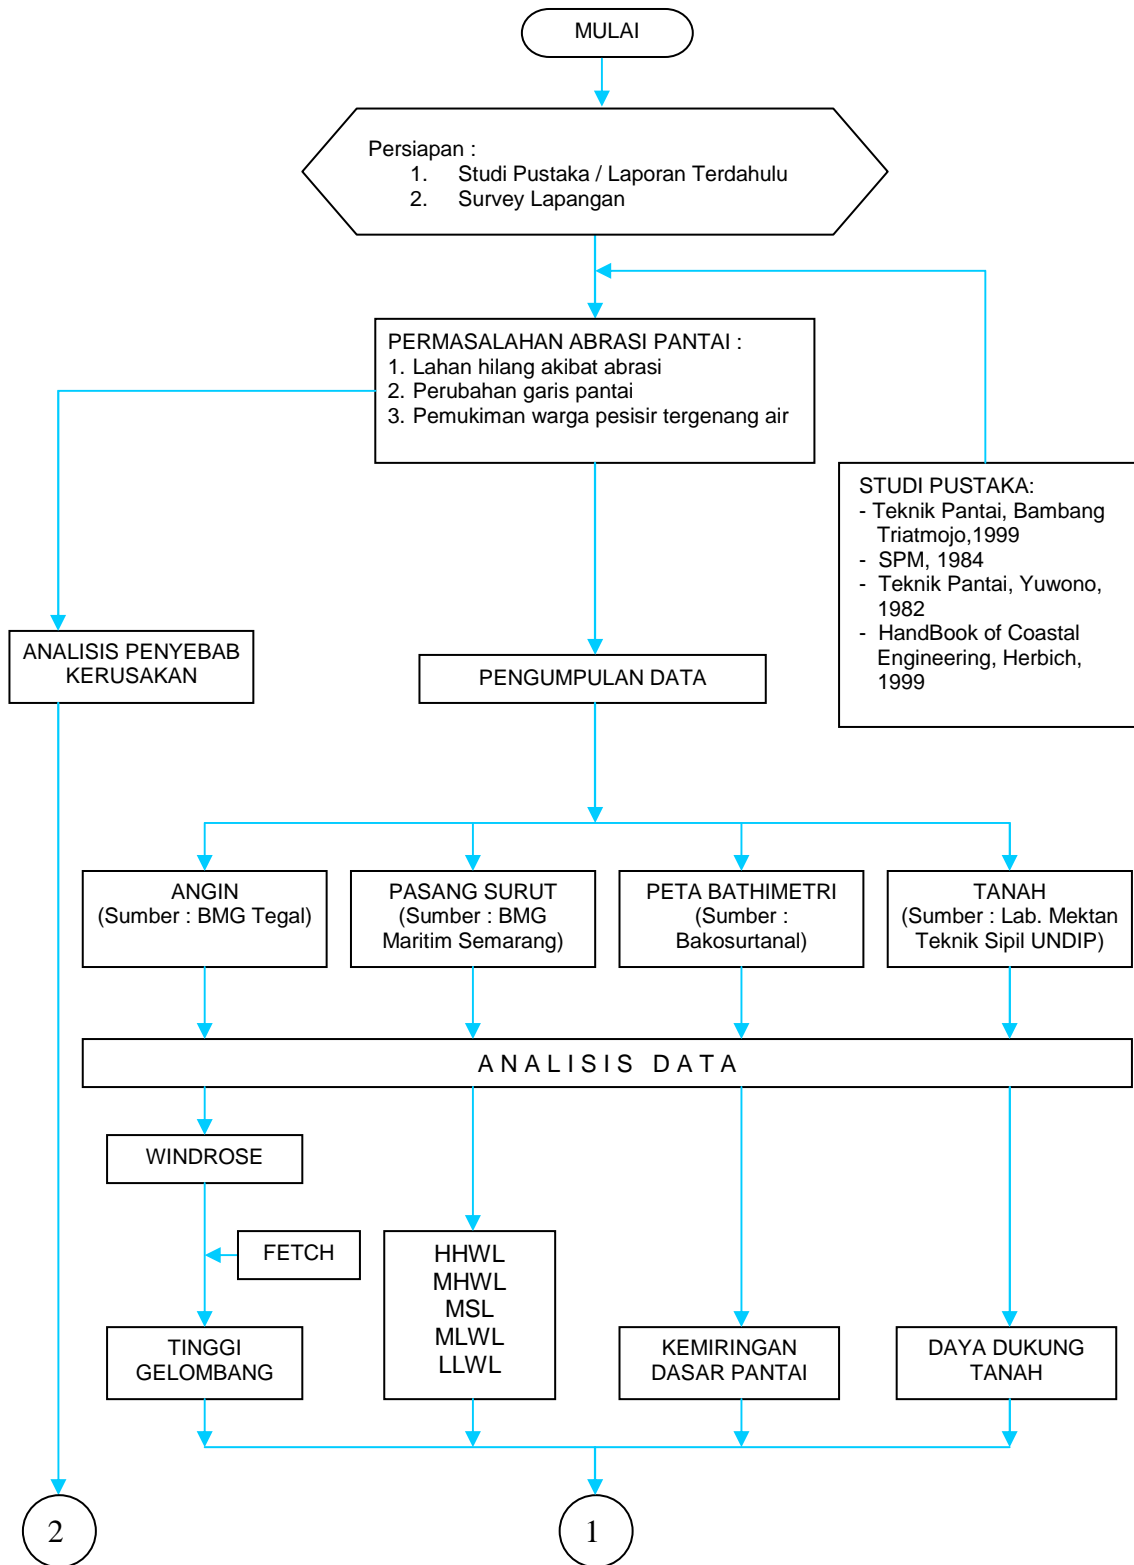 MULAI
Persiapan :
1. Studi Pustaka / Laporan Terdahulu
2. Survey Lapangan
PERMASALAHAN ABRASI PANTAI :
1. Lahan hilang akibat abrasi
2. Perubahan garis pantai
3. Pemukiman warga pesisir tergenang air
STUDI PUSTAKA:
- Teknik Pantai, Bambang
Triatmojo,1999
- SPM, 1984
- Teknik Pantai, Yuwono,
1982
- HandBook of Coastal
Engineering, Herbich,
1999
ANALISIS PENYEBAB
KERUSAKAN
PENGUMPULAN DATA
ANGIN
(Sumber : BMG Tegal)
PASANG SURUT
(Sumber : BMG
Maritim Semarang)
PETA BATHIMETRI
(Sumber :
Bakosurtanal)
TANAH
(Sumber : Lab. Mektan
Teknik Sipil UNDIP)
ANALISIS DATA
WINDROSE
FETCH
TINGGI
GELOMBANG
HHWL
MHWL
MSL
MLWL
LLWL
KEMIRINGAN
DASAR PANTAI
DAYA DUKUNG
TANAH
2
1